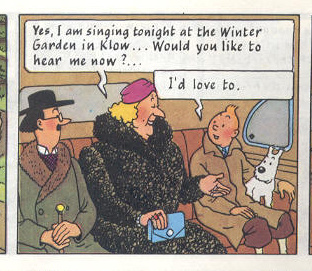 Yes, I am singing tonight at the Winter
Garden in Klow... Would you like to
hear me now?...
I'd love to.